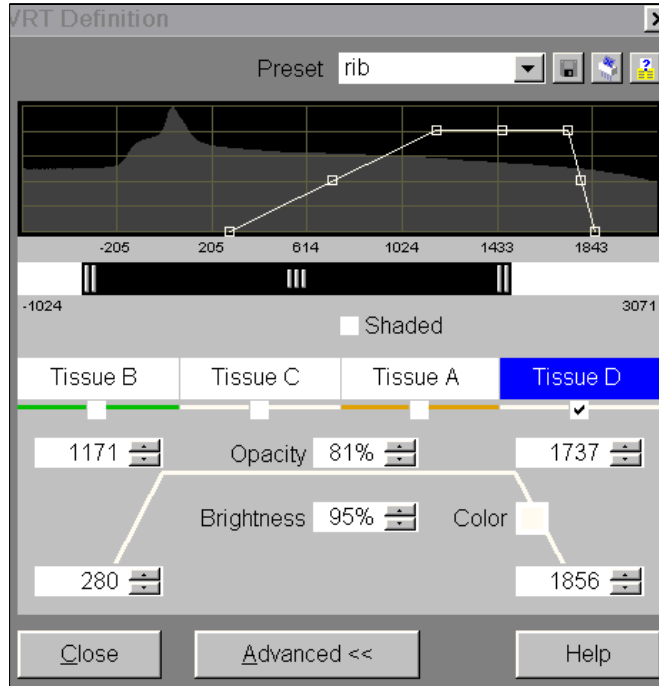 VRT Definition
Preset rib
-205 205 614 1024 1433 1843
-1024 3071
Shaded
Tissue B Tissue C Tissue A Tissue D
1171 Opacity 81% 1737
Brightness 95% Color
280 1856
Close Advanced << Help